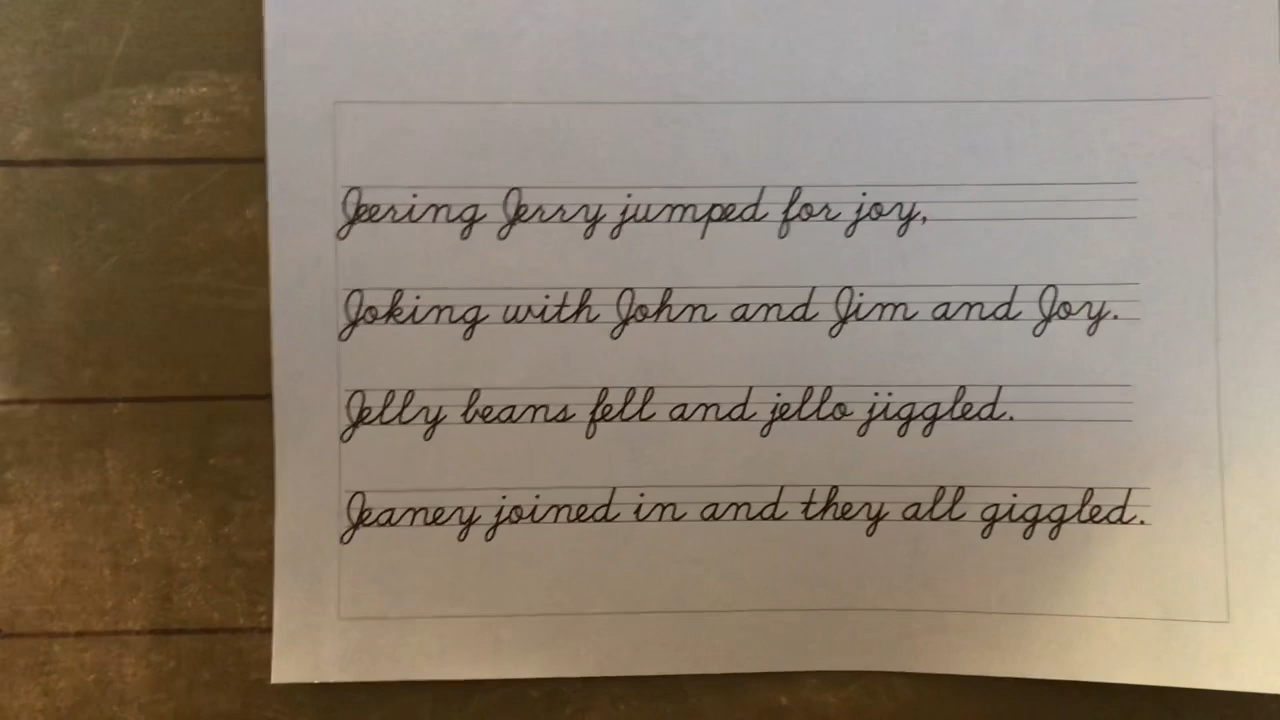 Jeering Jerry jumped for joy,
Joking with John and Jim and Joy.
Jelly beans fell and jello jiggled.
Jeaney joined in and they all giggled.